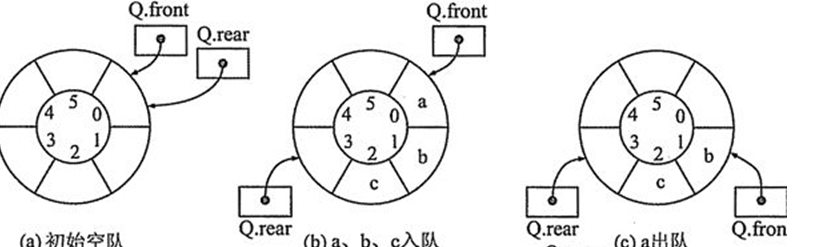 Q.front
Q.rear
5
4
0
3
1
2
(a) 初始空队
Q.front
5
a
4
0
3
1
b
2
c
Q.rear
(b) a、b、c入队
5
4
0
3
1
b
2
c
Q.rear
Q.fron
(c) a出队